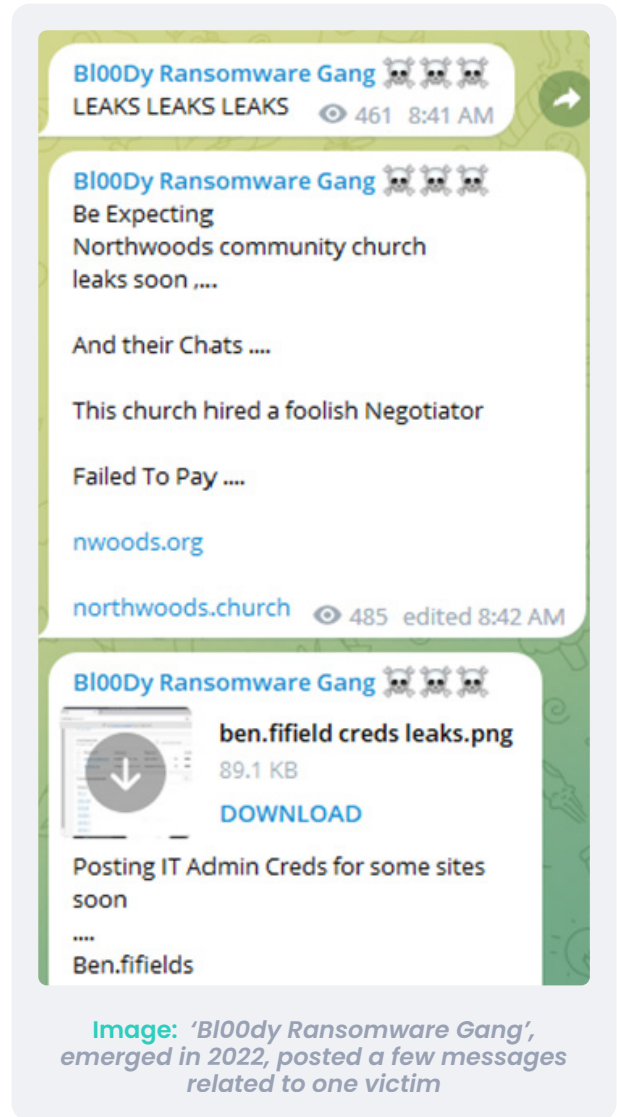 Bl00Dy Ransomware Gang ☠️☠️☠️
LEAKS LEAKS LEAKS 461 8:41 AM
Bl00Dy Ransomware Gang ☠️☠️☠️
Be Expecting
Northwoods community church
leaks soon ,...
And their Chats ....
This church hired a foolish Negotiator
Failed To Pay ....
nwoods.org
northwoods.church 485 edited 8:42 AM
Bl00Dy Ransomware Gang ☠️☠️☠️
ben.fifield creds leaks.png
89.1 KB
DOWNLOAD
Posting IT Admin Creds for some sites
soon
....
Ben.fifields
Image: ‘Bl00dy Ransomware Gang’,
emerged in 2022, posted a few messages
related to one victim